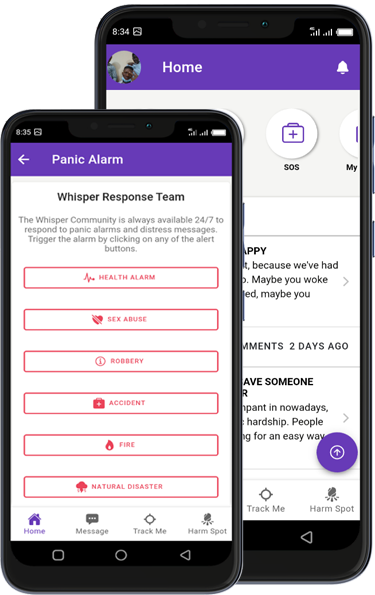 8:34
Home
SOS
My
APPY
t, because we've had
o. Maybe you woke
led, maybe you
MMENTS 2 DAYS AGO
AVE SOMEONE
R
mpant in nowadays,
c hardship. People
ng for an easy way
Track Me
Harm Spot
8:35
Panic Alarm
Whisper Response Team
The Whisper Community is always available 24/7 to
respond to panic alarms and distress messages.
Trigger the alarm by clicking on any of the alert
buttons.
HEALTH ALARM
SEX ABUSE
ROBBERY
ACCIDENT
FIRE
NATURAL DISASTER
Home
Message
Track Me
Harm Spot